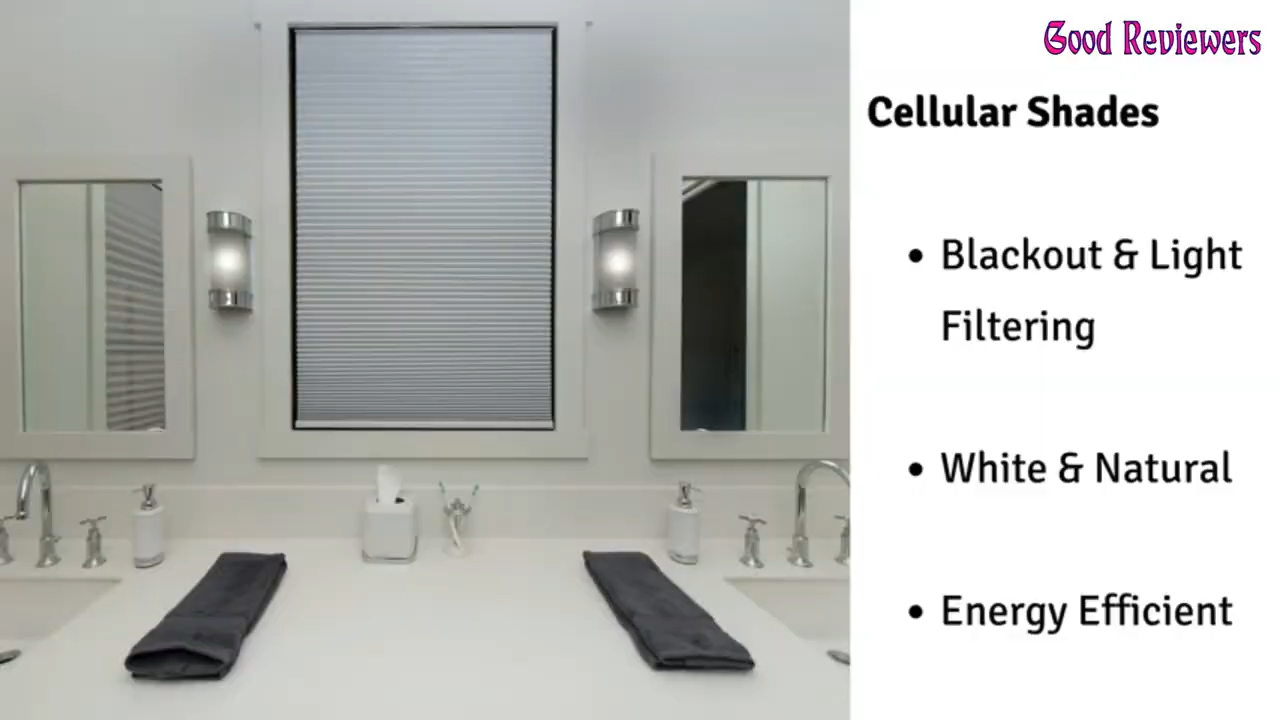 Good Reviewers
Cellular Shades
• Blackout & Light
Filtering
• White & Natural
• Energy Efficient